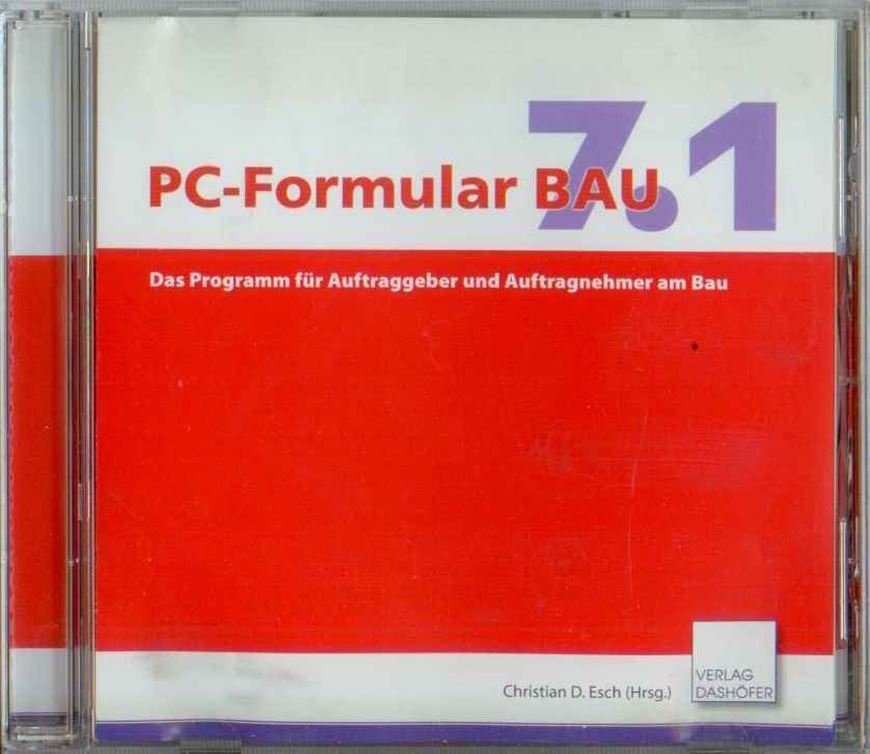 PC-Formular BAU 7.1
Das Programm für Auftraggeber und Auftragnehmer am Bau
Christian D. Esch (Hrsg.)
VERLAG
DASHÖFER